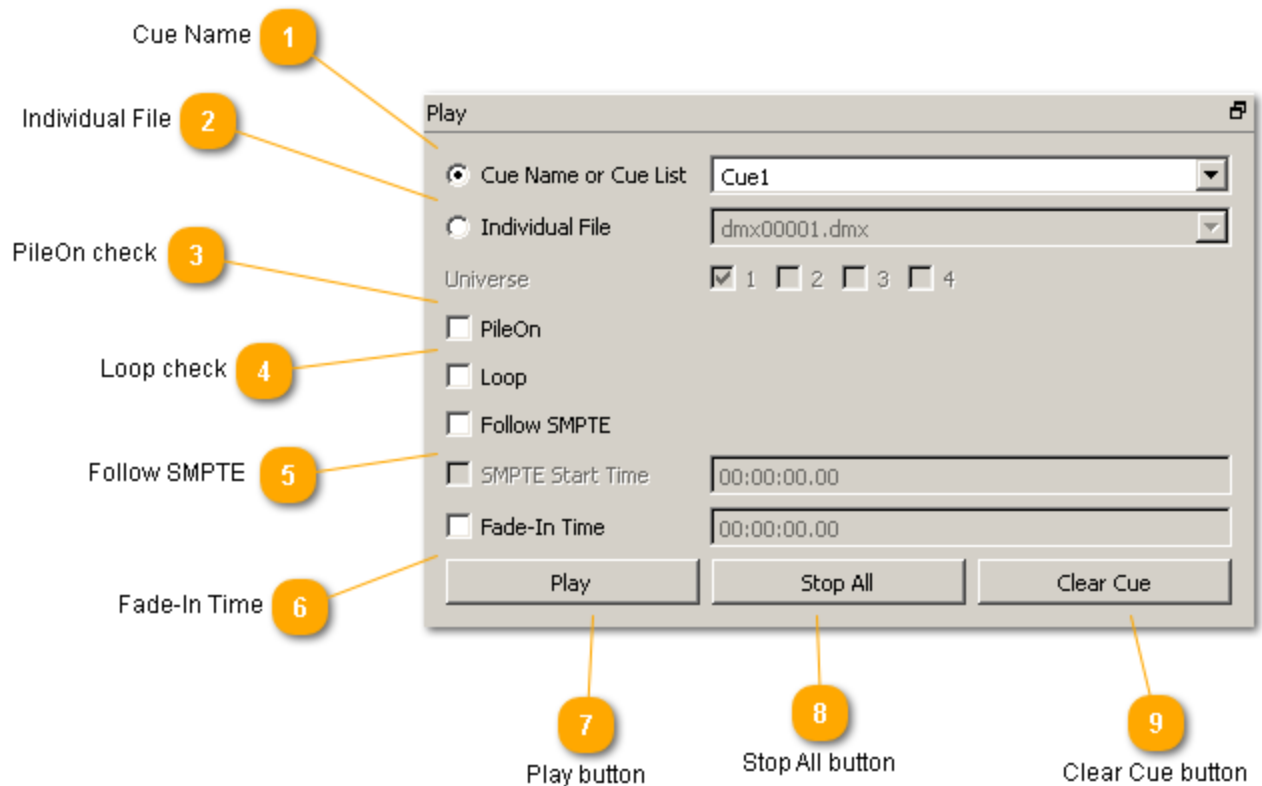 Cue Name 1
Individual File 2
Play
Cue Name or Cue List Cue1
Individual File dmx00001.dmx
PileOn check 3
Universe 1 2 3 4
PileOn
Loop check 4
Loop
Follow SMPTE
Follow SMPTE 5
SMPTE Start Time 00:00:00.00
Fade-In Time 00:00:00.00
Play Stop All Clear Cue
Fade-In Time 6
7 8 9
Play button Stop All button Clear Cue button